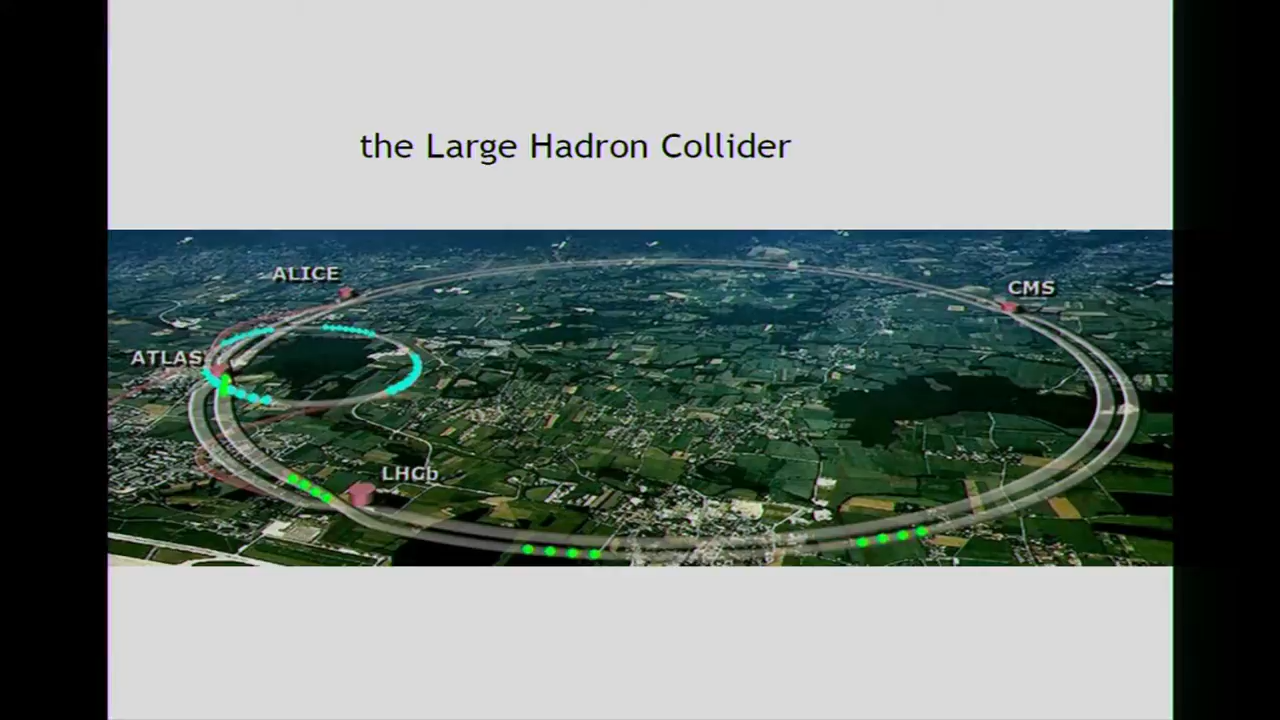 the Large Hadron Collider
ALICE
CMS
ATLAS
LHCb